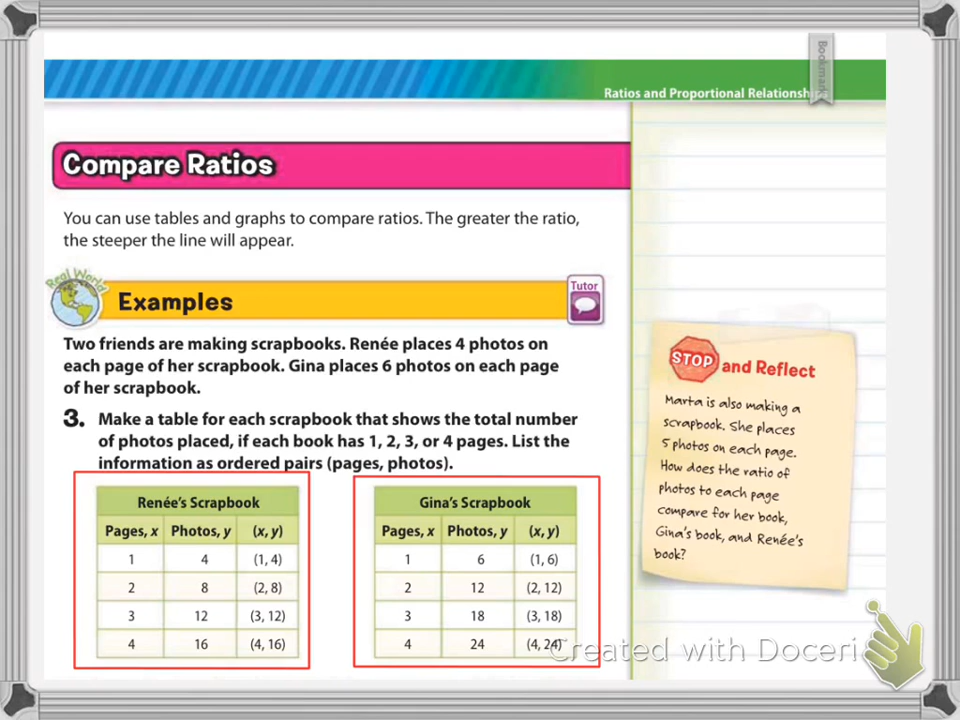 Bookmark
Ratios and Proportional Relationsh
Compare Ratios
You can use tables and graphs to compare ratios. The greater the ratio,
the steeper the line will appear.
Real World
Examples
Tutor
Two friends are making scrapbooks. Renée places 4 photos on
each page of her scrapbook. Gina places 6 photos on each page
of her scrapbook.
3. Make a table for each scrapbook that shows the total number
of photos placed, if each book has 1, 2, 3, or 4 pages. List the
information as ordered pairs (pages, photos).
Renée's Scrapbook
Pages, x Photos, y (x, y)
1 4 (1, 4)
2 8 (2, 8)
3 12 (3, 12)
4 16 (4, 16)
Gina's Scrapbook
Pages, x Photos, y (x, y)
1 6 (1, 6)
2 12 (2, 12)
3 18 (3, 18)
4 24 (4, 24)
STOP and Reflect
Marta is also making a
scrapbook. She places
5 photos on each page.
How does the ratio of
photos to each page
compare for her book,
Gina's book, and Renée's
book?
Created with Doceri